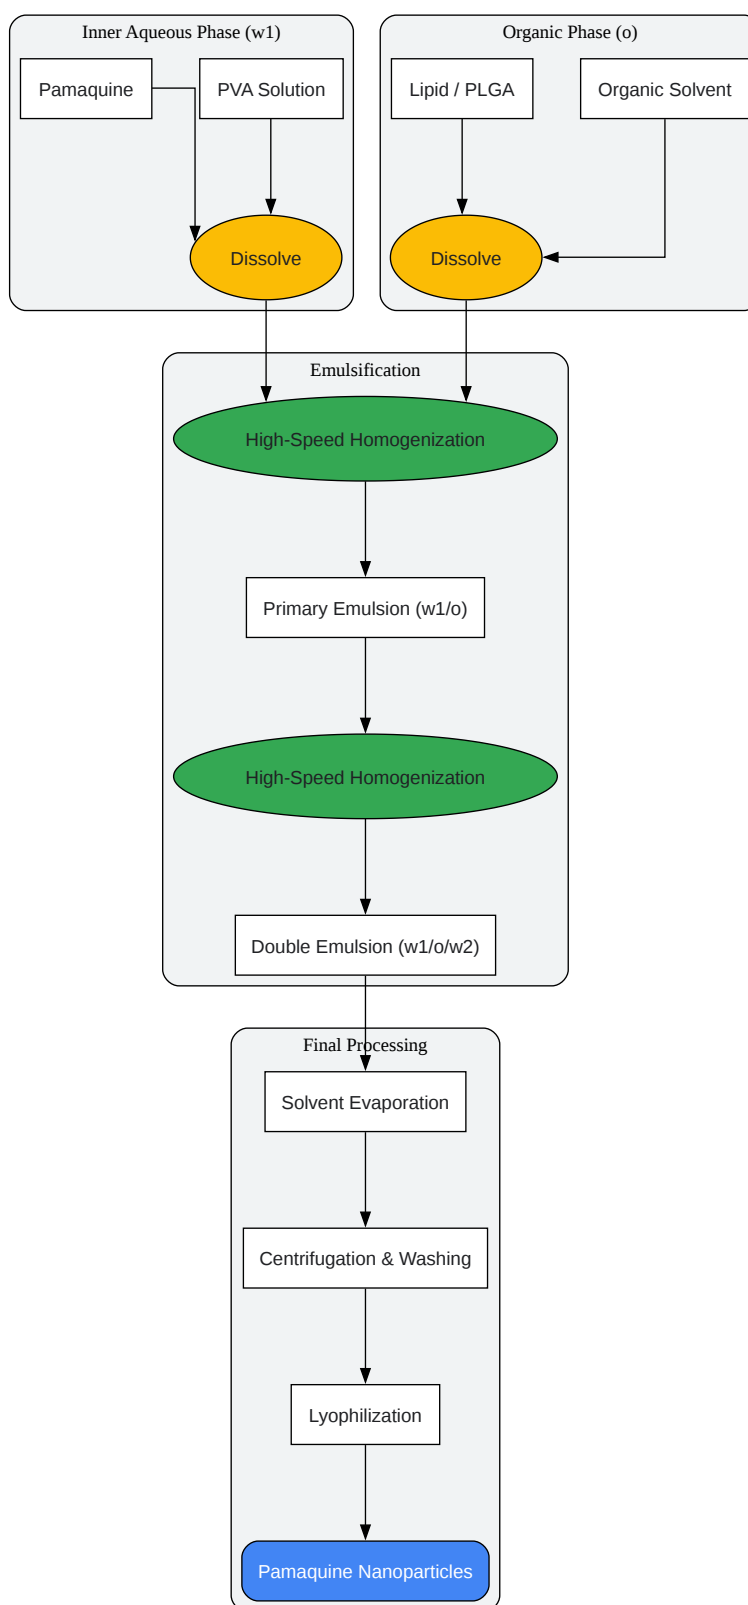 Inner Aqueous Phase (w1)
Organic Phase (o)
Pamaquine
PVA Solution
Lipid / PLGA
Organic Solvent
Dissolve
Dissolve
Emulsification
High-Speed Homogenization
Primary Emulsion (w1/o)
High-Speed Homogenization
Double Emulsion (w1/o/w2)
Final Processing
Solvent Evaporation
Centrifugation & Washing
Lyophilization
Pamaquine Nanoparticles